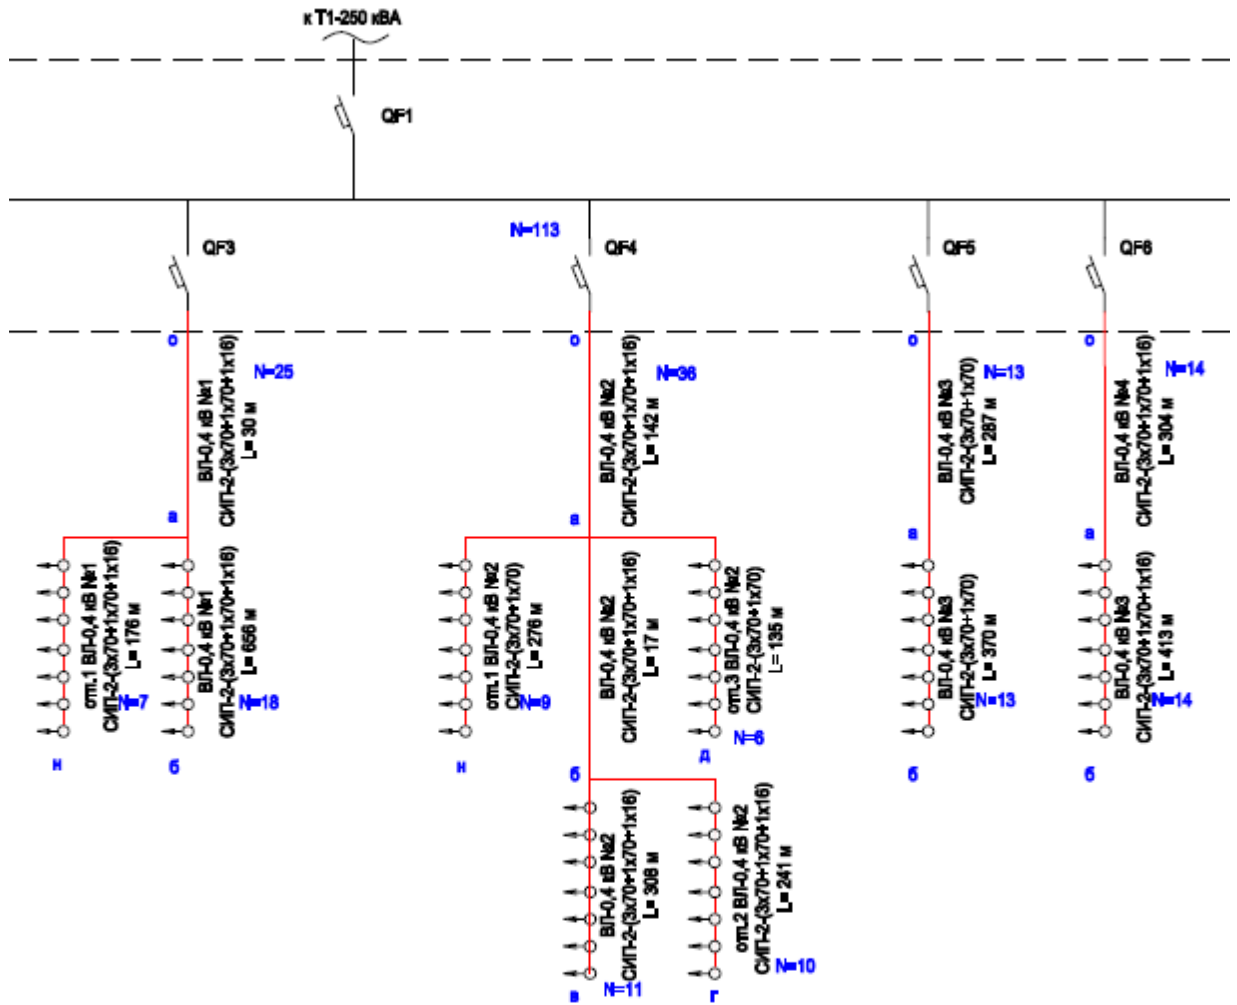 к Т1-250 кВА
QF1
QF3
N=113
QF4
QF5
QF6
о
ВЛ-0,4 кВ №1
СИП-2-(3х70+1х70+1х16)
L= 30 м
N=25
о
ВЛ-0,4 кВ №2
СИП-2-(3х70+1х70+1х16)
L= 142 м
N=36
о
ВЛ-0,4 кВ №3
СИП-2-(3х70+1х70)
L= 287 м
N=13
о
ВЛ-0,4 кВ №4
СИП-2-(3х70+1х70+1х16)
L= 304 м
N=14
а
а
а
а
отп.1 ВЛ-0,4 кВ №1
СИП-2-(3х70+1х70+1х16)
L= 176 м
N=7
н
ВЛ-0,4 кВ №1
СИП-2-(3х70+1х70+1х16)
L= 656 м
N=18
б
отп.1 ВЛ-0,4 кВ №2
СИП-2-(3х70+1х70)
L= 276 м
N=9
н
ВЛ-0,4 кВ №2
СИП-2-(3х70+1х70+1х16)
L= 17 м
б
отп.3 ВЛ-0,4 кВ №2
СИП-2-(3х70+1х70)
L= 135 м
N=6
д
ВЛ-0,4 кВ №3
СИП-2-(3х70+1х70)
L= 370 м
N=13
б
ВЛ-0,4 кВ №3
СИП-2-(3х70+1х70+1х16)
L= 413 м
N=14
б
ВЛ-0,4 кВ №2
СИП-2-(3х70+1х70+1х16)
L= 308 м
N=11
в
отп.2 ВЛ-0,4 кВ №2
СИП-2-(3х70+1х70+1х16)
L= 241 м
N=10
г